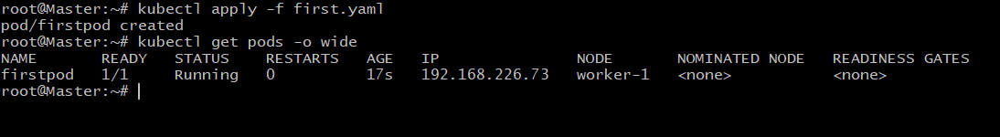 root@Master:~# kubectl apply -f first.yaml
pod/firstpod created
root@Master:~# kubectl get pods -o wide
NAME       READY   STATUS    RESTARTS   AGE   IP               NODE       NOMINATED NODE   READINESS GATES
firstpod   1/1     Running   0          17s   192.168.226.73   worker-1   <none>           <none>
root@Master:~#